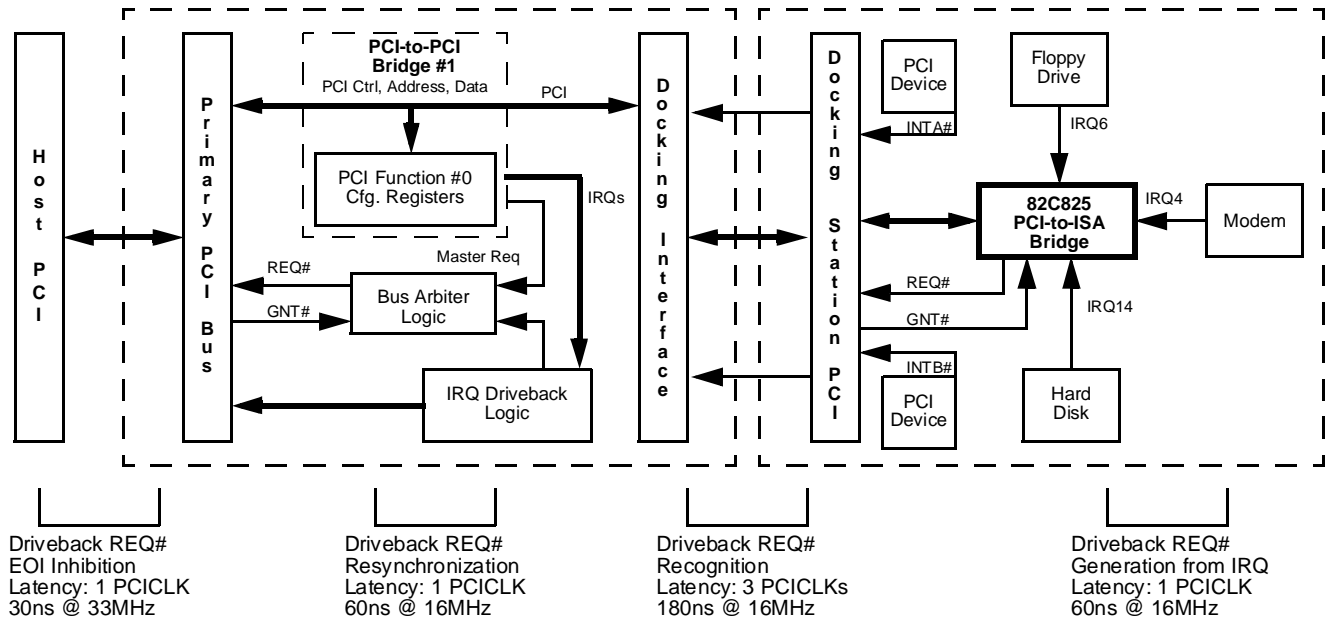 Host PCI
Primary PCI Bus
PCI-to-PCI
Bridge #1
PCI Ctrl, Address, Data
PCI
PCI Function #0
Cfg. Registers
IRQs
Master Req
REQ#
GNT#
Bus Arbiter
Logic
IRQ Driveback
Logic
Docking Interface
Docking Station PCI
PCI
Device
INTA#
Floppy
Drive
IRQ6
82C825
PCI-to-ISA
Bridge
IRQ4
Modem
REQ#
GNT#
IRQ14
INTB#
PCI
Device
Hard
Disk
Driveback REQ#
EOI Inhibition
Latency: 1 PCICLK
30ns @ 33MHz
Driveback REQ#
Resynchronization
Latency: 1 PCICLK
60ns @ 16MHz
Driveback REQ#
Recognition
Latency: 3 PCICLKs
180ns @ 16MHz
Driveback REQ#
Generation from IRQ
Latency: 1 PCICLK
60ns @ 16MHz